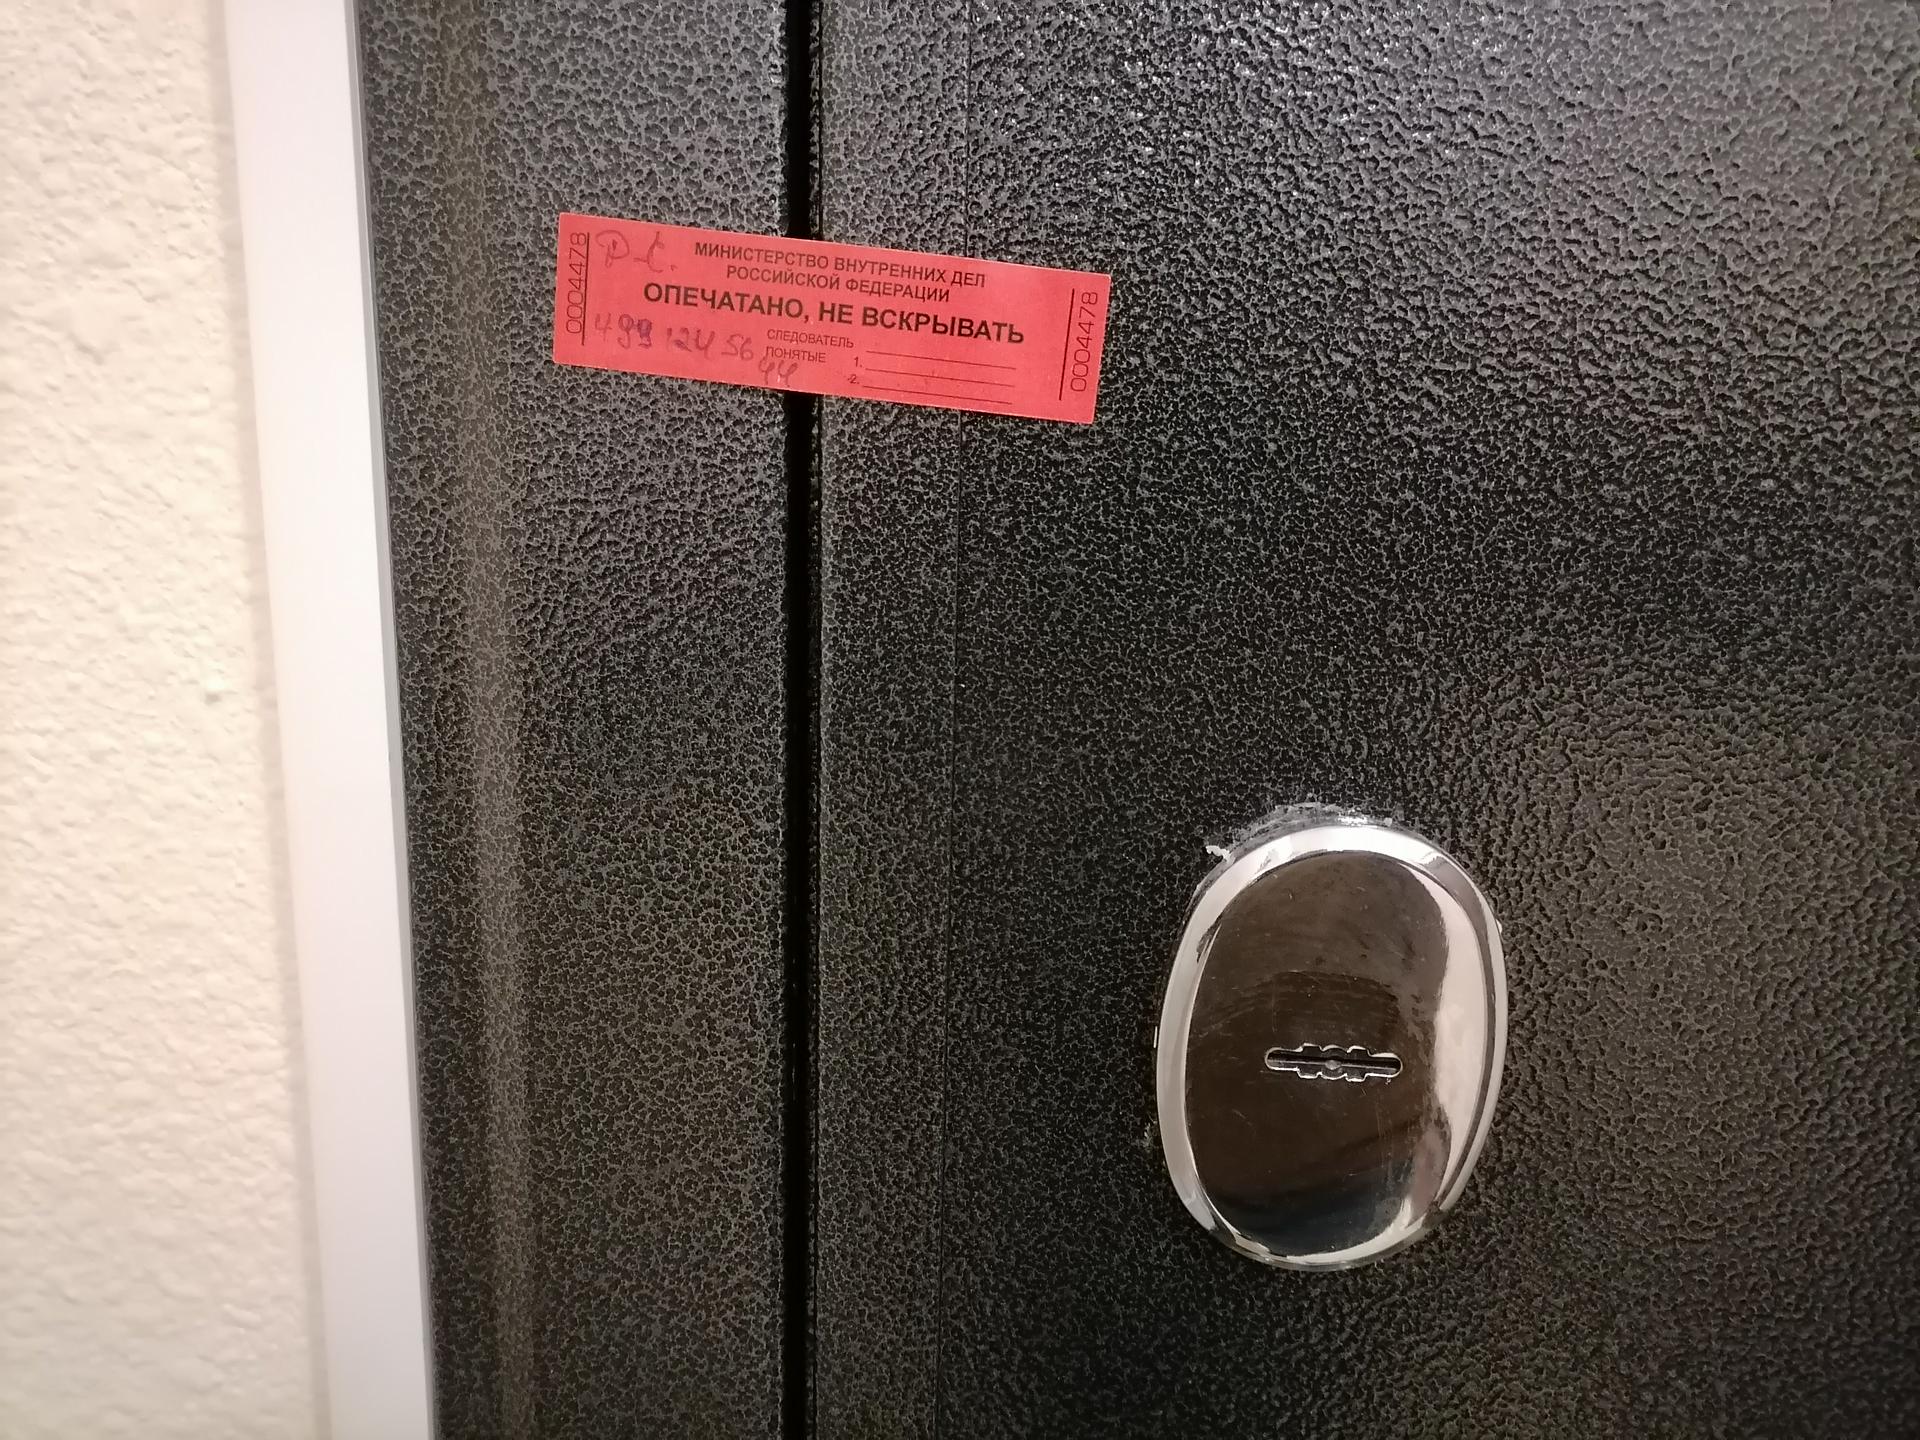 0004478
МИНИСТЕРСТВО ВНУТРЕННИХ ДЕЛ
РОССИЙСКОЙ ФЕДЕРАЦИИ
ОПЕЧАТАНО, НЕ ВСКРЫВАТЬ
499 124 56
44
СЛЕДОВАТЕЛЬ
ПОНЯТЫЕ 1.
2.
0004478